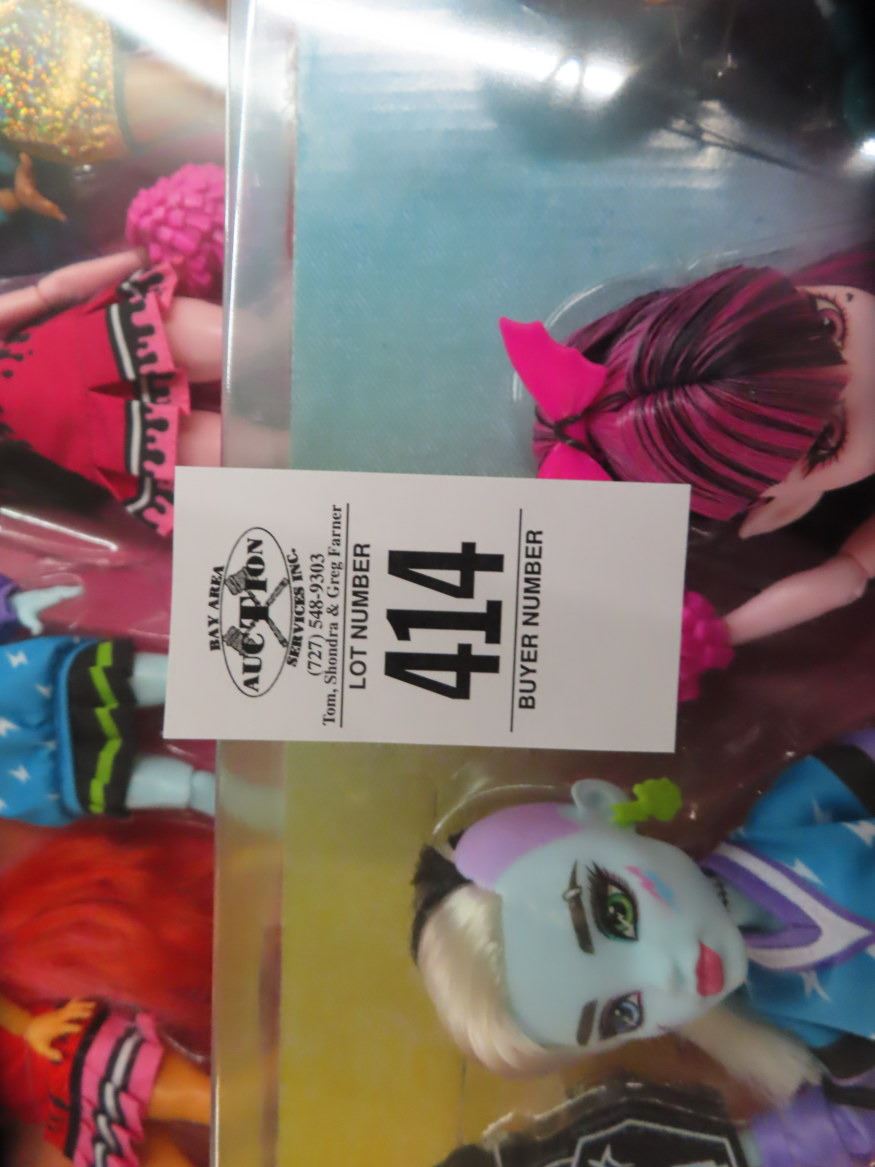 BAY AREA
AUCTION
SERVICES INC.
(727) 548-9303
Tom, Shondra & Greg Farner
LOT NUMBER
414
BUYER NUMBER